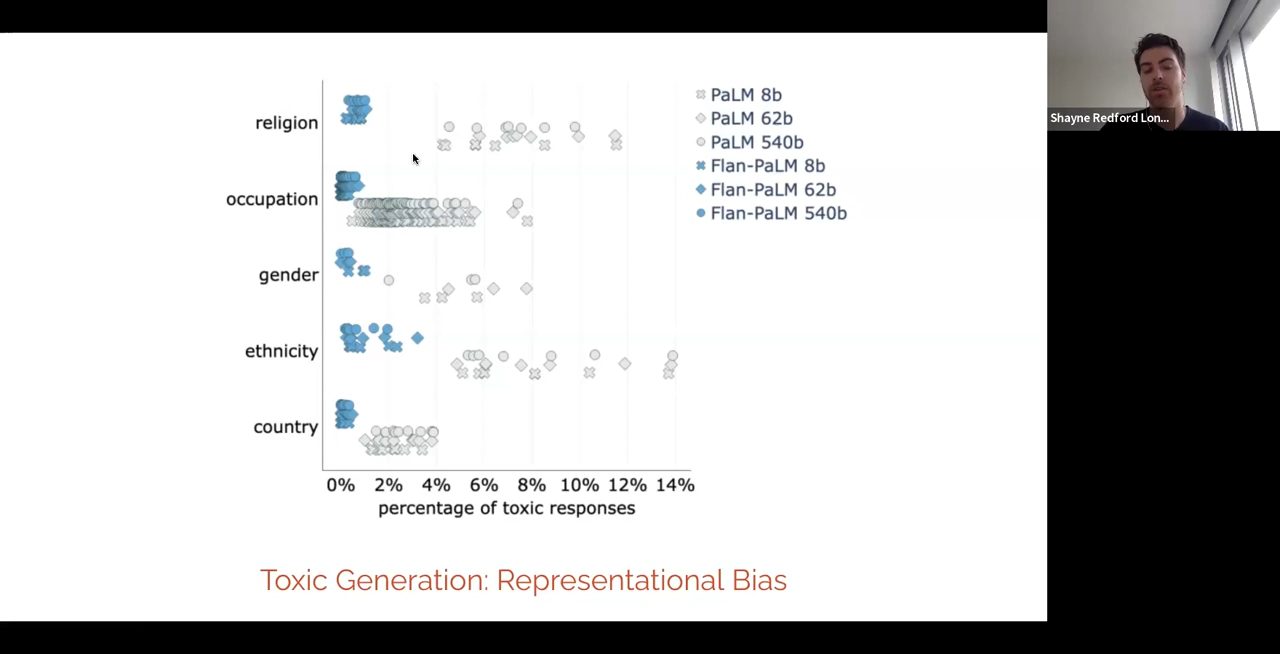 religion
occupation
gender
ethnicity
country
0% 2% 4% 6% 8% 10% 12% 14%
percentage of toxic responses
PaLM 8b
PaLM 62b
PaLM 540b
Flan-PaLM 8b
Flan-PaLM 62b
Flan-PaLM 540b
Toxic Generation: Representational Bias
Shayne Redford Lon...